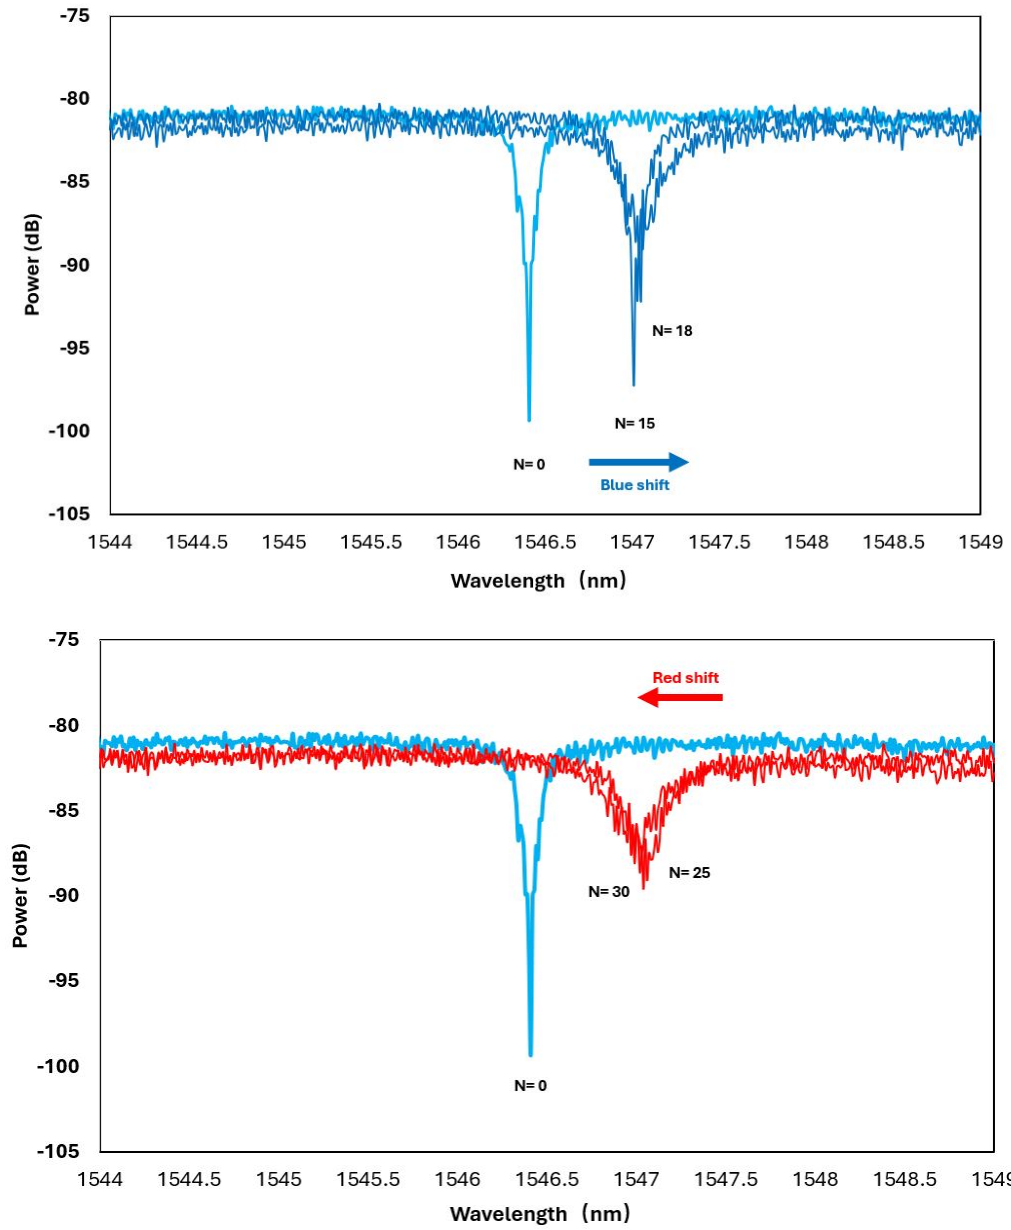 -75
-80
-85
-90
-95
-100
-105
Power (dB)
N= 18
N= 15
N= 0
Blue shift
1544 1544.5 1545 1545.5 1546 1546.5 1547 1547.5 1548 1548.5 1549
Wavelength (nm)
-75
-80
-85
-90
-95
-100
-105
Power (dB)
Red shift
N= 25
N= 30
N= 0
1544 1544.5 1545 1545.5 1546 1546.5 1547 1547.5 1548 1548.5 1549
Wavelength (nm)